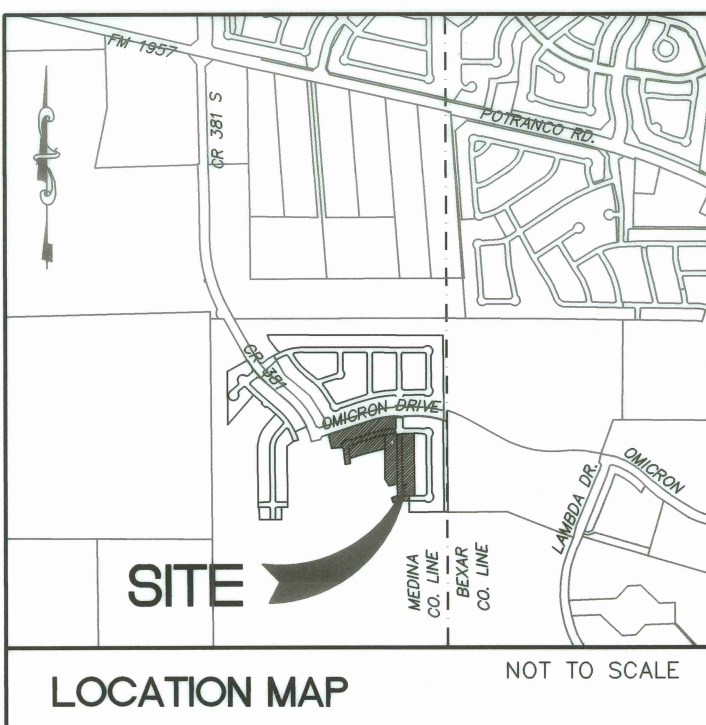 FM 1957
CR 381 S
POTRANCO RD.
CR 381
OMICRON DRIVE
OMICRON
LAMBDA DR.
SITE
MEDINA
CO. LINE
BEXAR
CO. LINE
LOCATION MAP
NOT TO SCALE